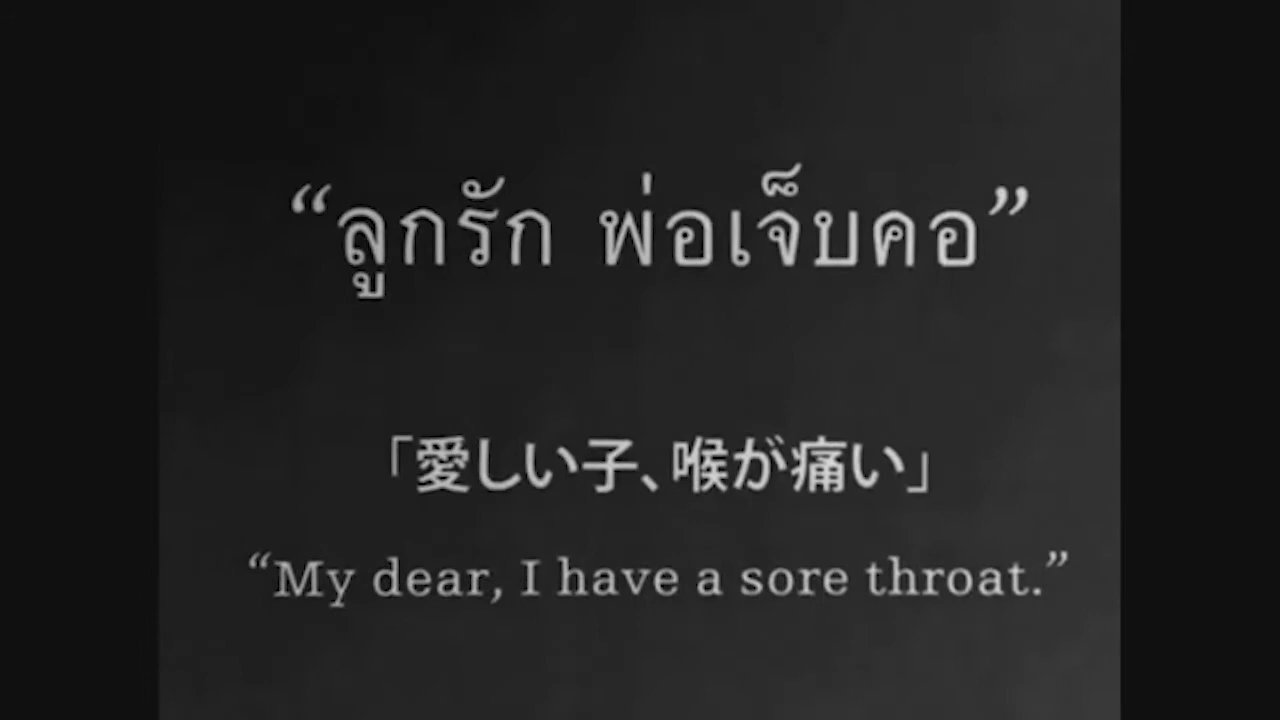 “ลูกรัก พ่อเจ็บคอ”
「愛しい子、喉が痛い」
“My dear, I have a sore throat.”